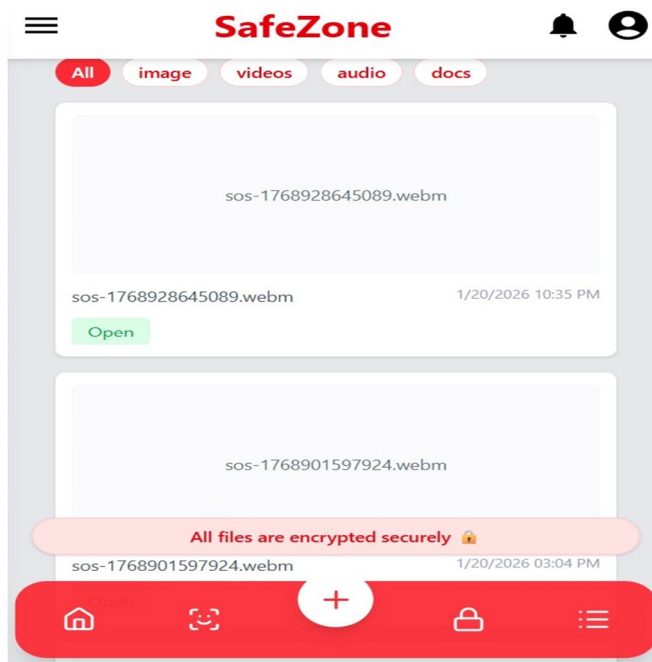 SafeZone
All image videos audio docs
sos-1768928645089.webm
sos-1768928645089.webm 1/20/2026 10:35 PM
Open
sos-1768901597924.webm
All files are encrypted securely 🔒
sos-1768901597924.webm 1/20/2026 03:04 PM
Open